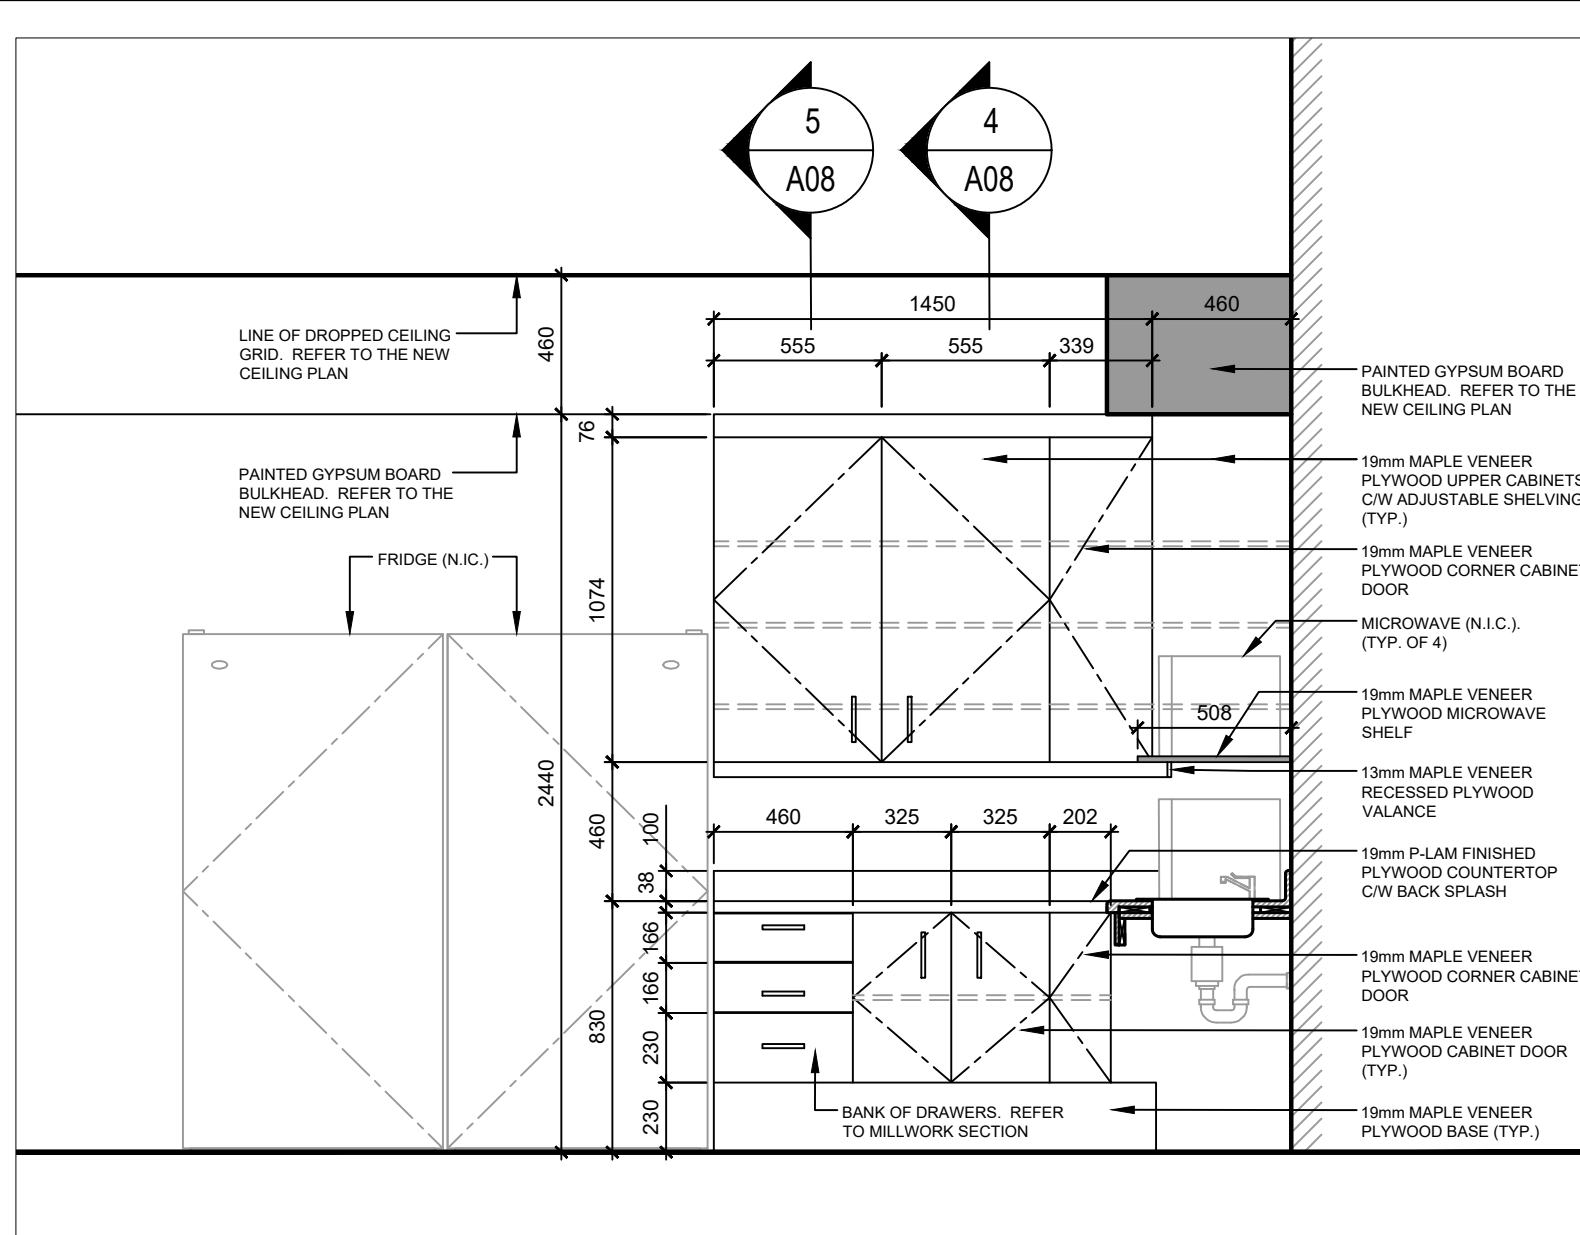 5
A08
4
A08
1450
460
555
555
339
460
LINE OF DROPPED CEILING
GRID. REFER TO THE NEW
CEILING PLAN
PAINTED GYPSUM BOARD
BULKHEAD. REFER TO THE
NEW CEILING PLAN
76
PAINTED GYPSUM BOARD
BULKHEAD. REFER TO THE
NEW CEILING PLAN
19mm MAPLE VENEER
PLYWOOD UPPER CABINETS
C/W ADJUSTABLE SHELVING
(TYP.)
FRIDGE (N.IC.)
1074
19mm MAPLE VENEER
PLYWOOD CORNER CABINET
DOOR
MICROWAVE (N.I.C.).
(TYP. OF 4)
508
19mm MAPLE VENEER
PLYWOOD MICROWAVE
SHELF
2440
13mm MAPLE VENEER
RECESSED PLYWOOD
VALANCE
460
100
460
325
325
202
38
19mm P-LAM FINISHED
PLYWOOD COUNTERTOP
C/W BACK SPLASH
166
166
830
230
230
19mm MAPLE VENEER
PLYWOOD CORNER CABINET
DOOR
19mm MAPLE VENEER
PLYWOOD CABINET DOOR
(TYP.)
BANK OF DRAWERS. REFER
TO MILLWORK SECTION
19mm MAPLE VENEER
PLYWOOD BASE (TYP.)